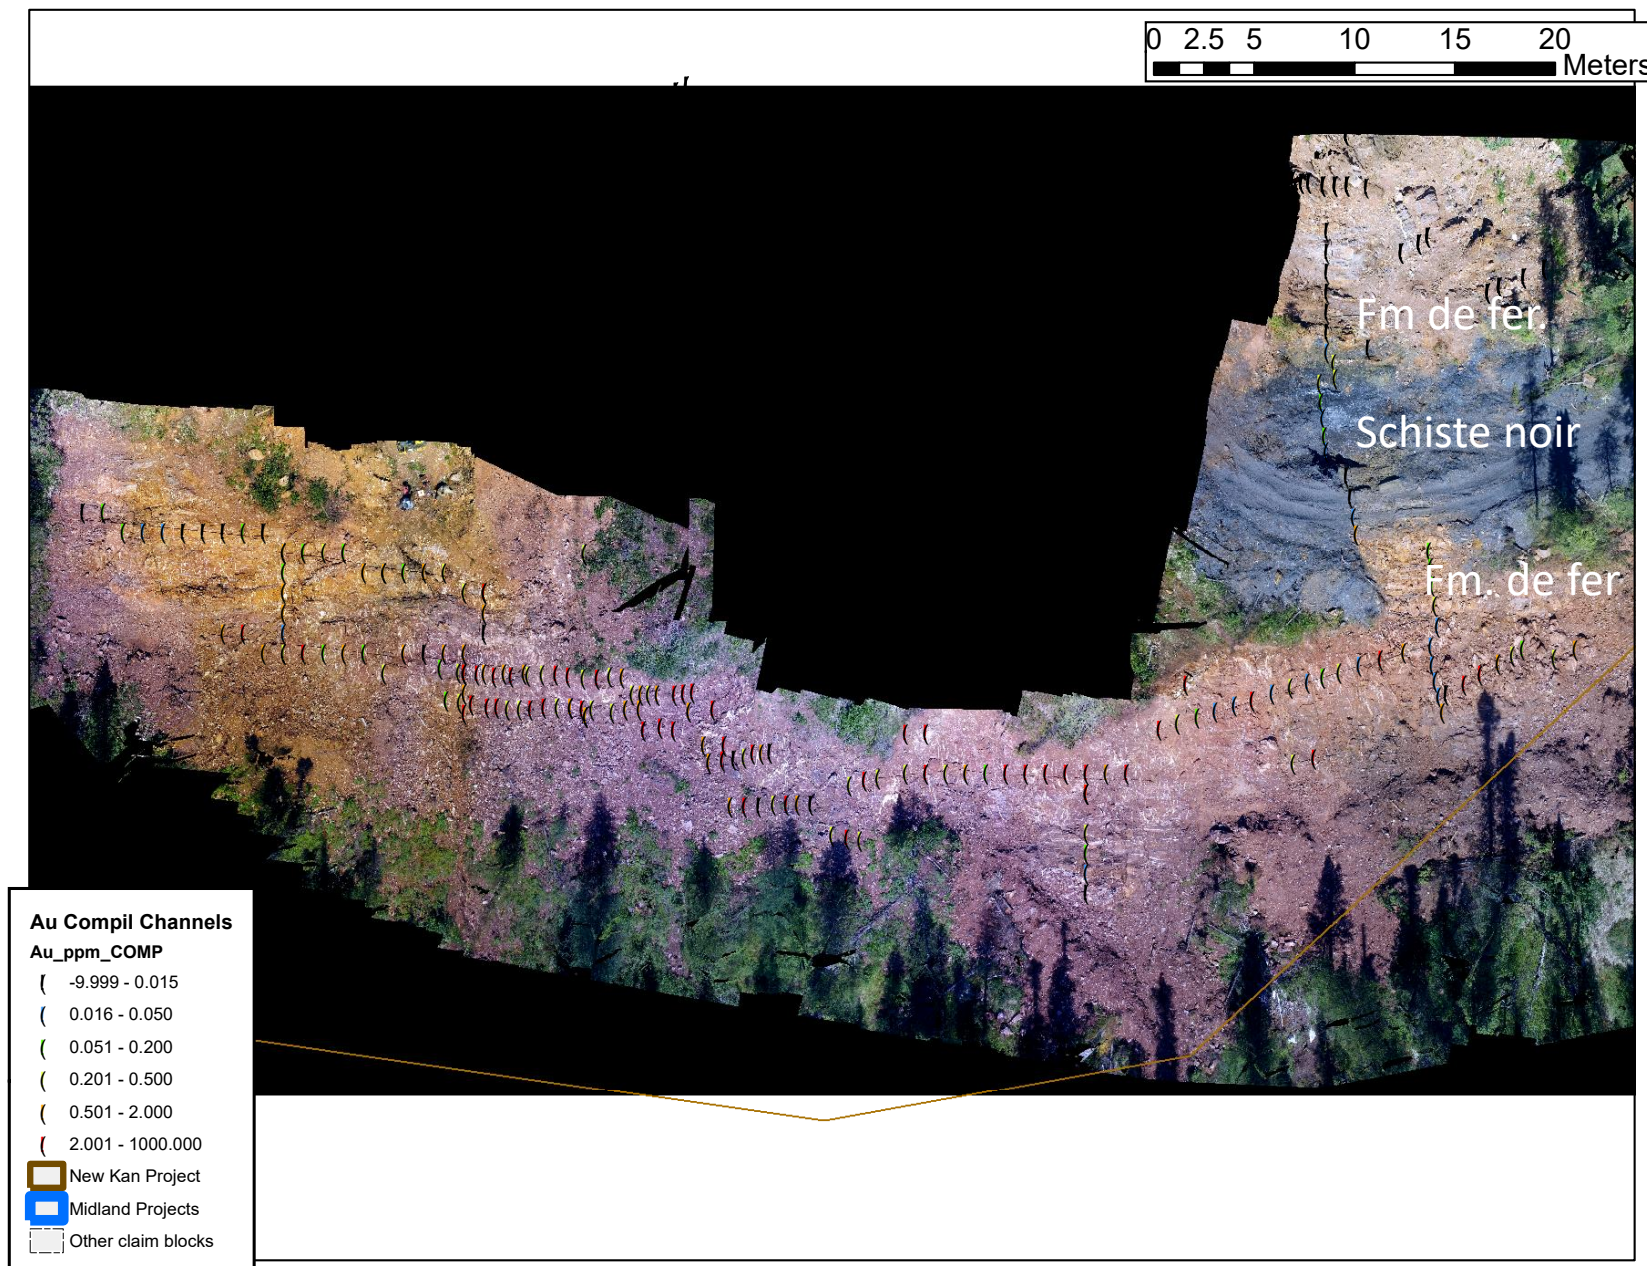 0 2.5 5 10 15 20
Meters
Fm de fer.
Schiste noir
Fm. de fer
Au Compil Channels
Au_ppm_COMP
-9.999 - 0.015
0.016 - 0.050
0.051 - 0.200
0.201 - 0.500
0.501 - 2.000
2.001 - 1000.000
New Kan Project
Midland Projects
Other claim blocks